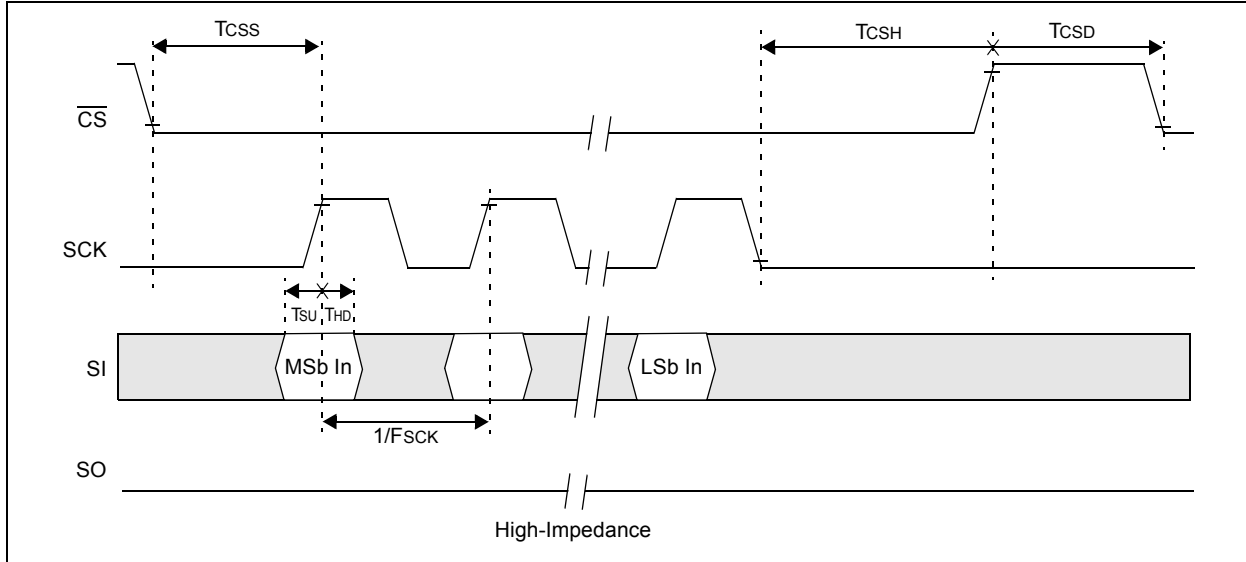 TCSS
TCSH
TCSD
CS
SCK
TSU
THD
SI
MSb In
LSb In
1/FSCK
SO
High-Impedance